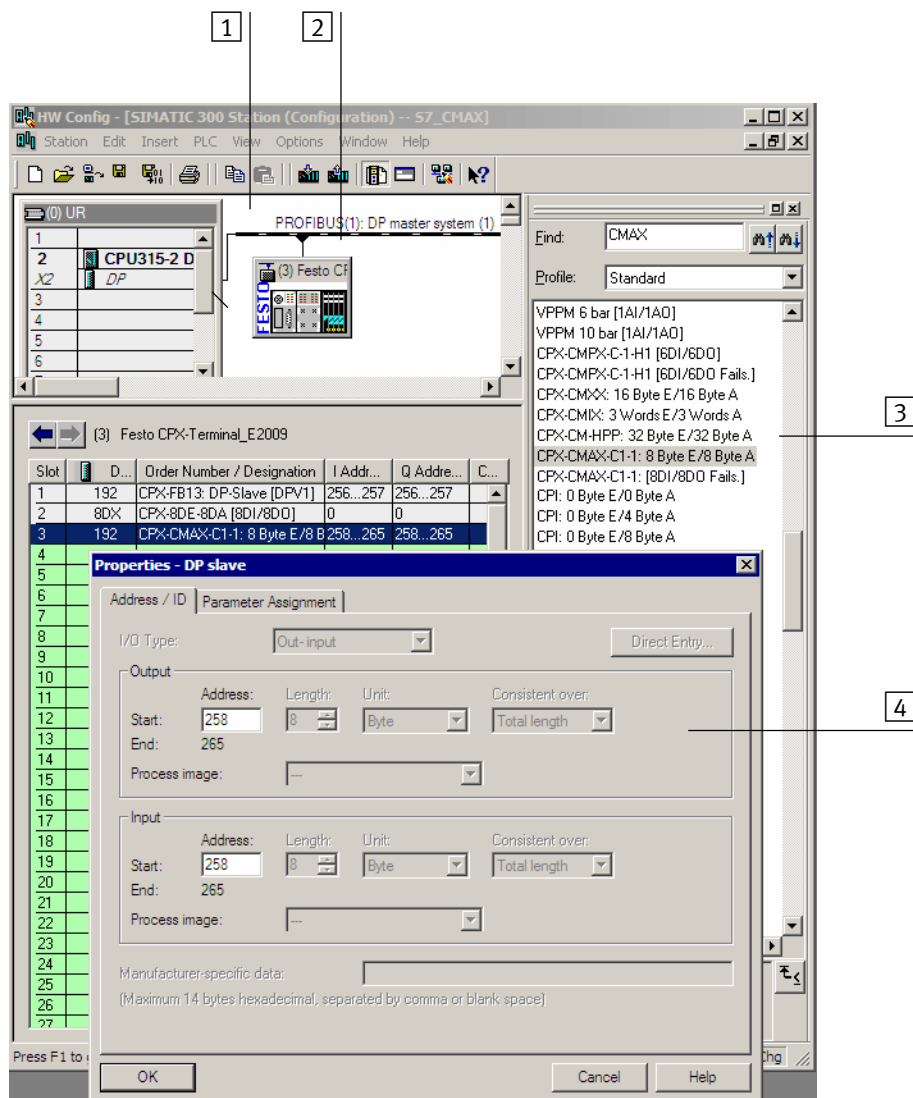 1 2
HW Config - [SIMATIC 300 Station (Configuration) -- S7_CMAX]
Station Edit Insert PLC View Options Window Help
(0) UR
1
2 CPU315-2 D
X2 DP
3
4
5
6
PROFIBUS(1): DP master system (1)
(3) Festo CF
FESTO
Find: CMAX
Profile: Standard
VPPM 6 bar [1AI/1AO]
VPPM 10 bar [1AI/1AO]
CPX-CMPX-C-1-H1 [6DI/6DO]
CPX-CMPX-C-1-H1 [6DI/6DO Fails.]
CPX-CMXX: 16 Byte E/16 Byte A
CPX-CMIX: 3 Words E/3 Words A
CPX-CM-HPP: 32 Byte E/32 Byte A
CPX-CMAX-C1-1: 8 Byte E/8 Byte A
CPX-CMAX-C1-1: [8DI/8DO Fails.]
CPI: 0 Byte E/0 Byte A
CPI: 0 Byte E/4 Byte A
CPI: 0 Byte E/8 Byte A
3
(3) Festo CPX-Terminal_E2009
Slot D... Order Number / Designation I Addr... Q Addre... C...
1 192 CPX-FB13: DP-Slave [DPV1] 256...257 256...257
2 8DX CPX-8DE-8DA [8DI/8DO] 0 0
3 192 CPX-CMAX-C1-1: 8 Byte E/8 B 258...265 258...265
4
5
6
7
8
9
10
11
12
13
14
15
16
17
18
19
20
21
22
23
24
25
26
27
Properties - DP slave
Address / ID Parameter Assignment
I/O Type: Out- input Direct Entry...
Output
Address: Length: Unit: Consistent over:
Start: 258 8 Byte Total length
End: 265
Process image: ---
4
Input
Address: Length: Unit: Consistent over:
Start: 258 8 Byte Total length
End: 265
Process image: ---
Manufacturer-specific data:
(Maximum 14 bytes hexadecimal, separated by comma or blank space)
Press F1 to Chg
OK Cancel Help